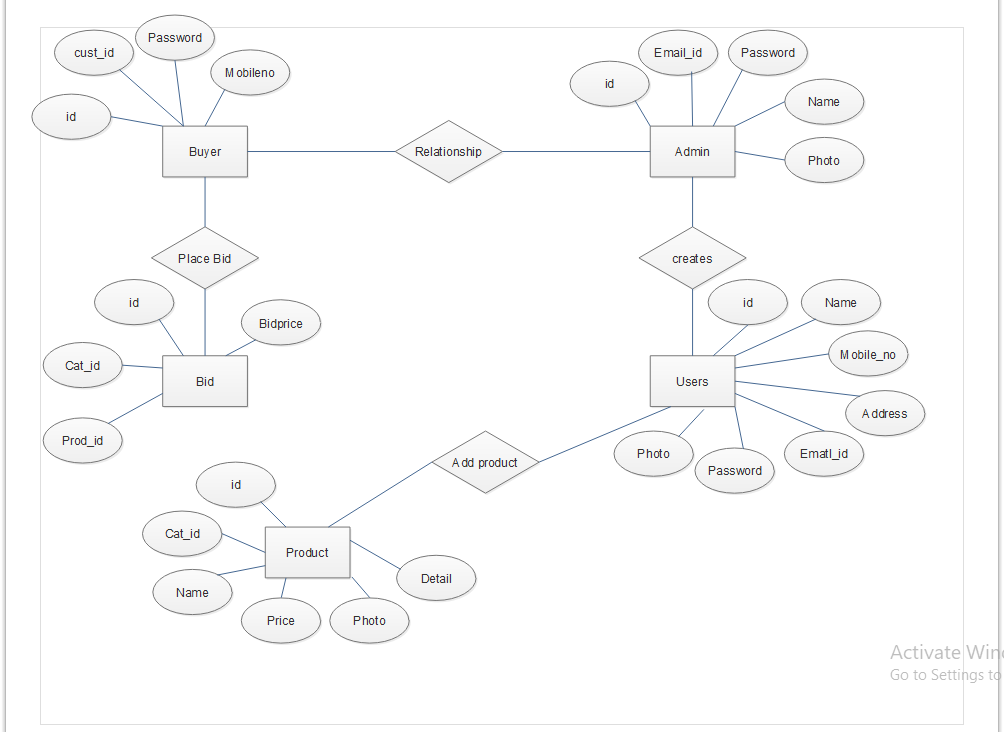 Password
cust_id
Mobileno
id
Buyer
Relationship
Email_id
Password
id
Name
Admin
Photo
Place Bid
creates
id
Bidprice
Cat_id
Bid
Prod_id
id
Name
Mobile_no
Users
Address
Photo
Password
Ematl_id
Add product
id
Cat_id
Product
Name
Detail
Price
Photo
Activate Win
Go to Settings to